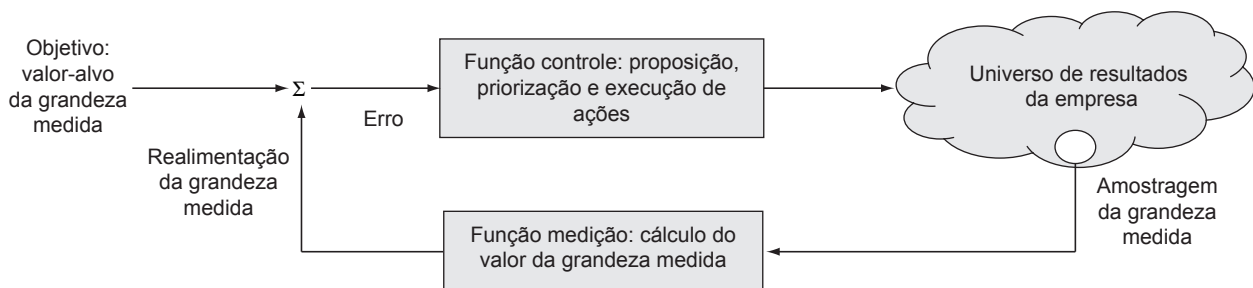 Objetivo:
valor-alvo
da grandeza
medida
Σ
Erro
Função controle: proposição,
priorização e execução de
ações
Universo de resultados
da empresa
Realimentação
da grandeza
medida
Função medição: cálculo do
valor da grandeza medida
Amostragem
da grandeza
medida